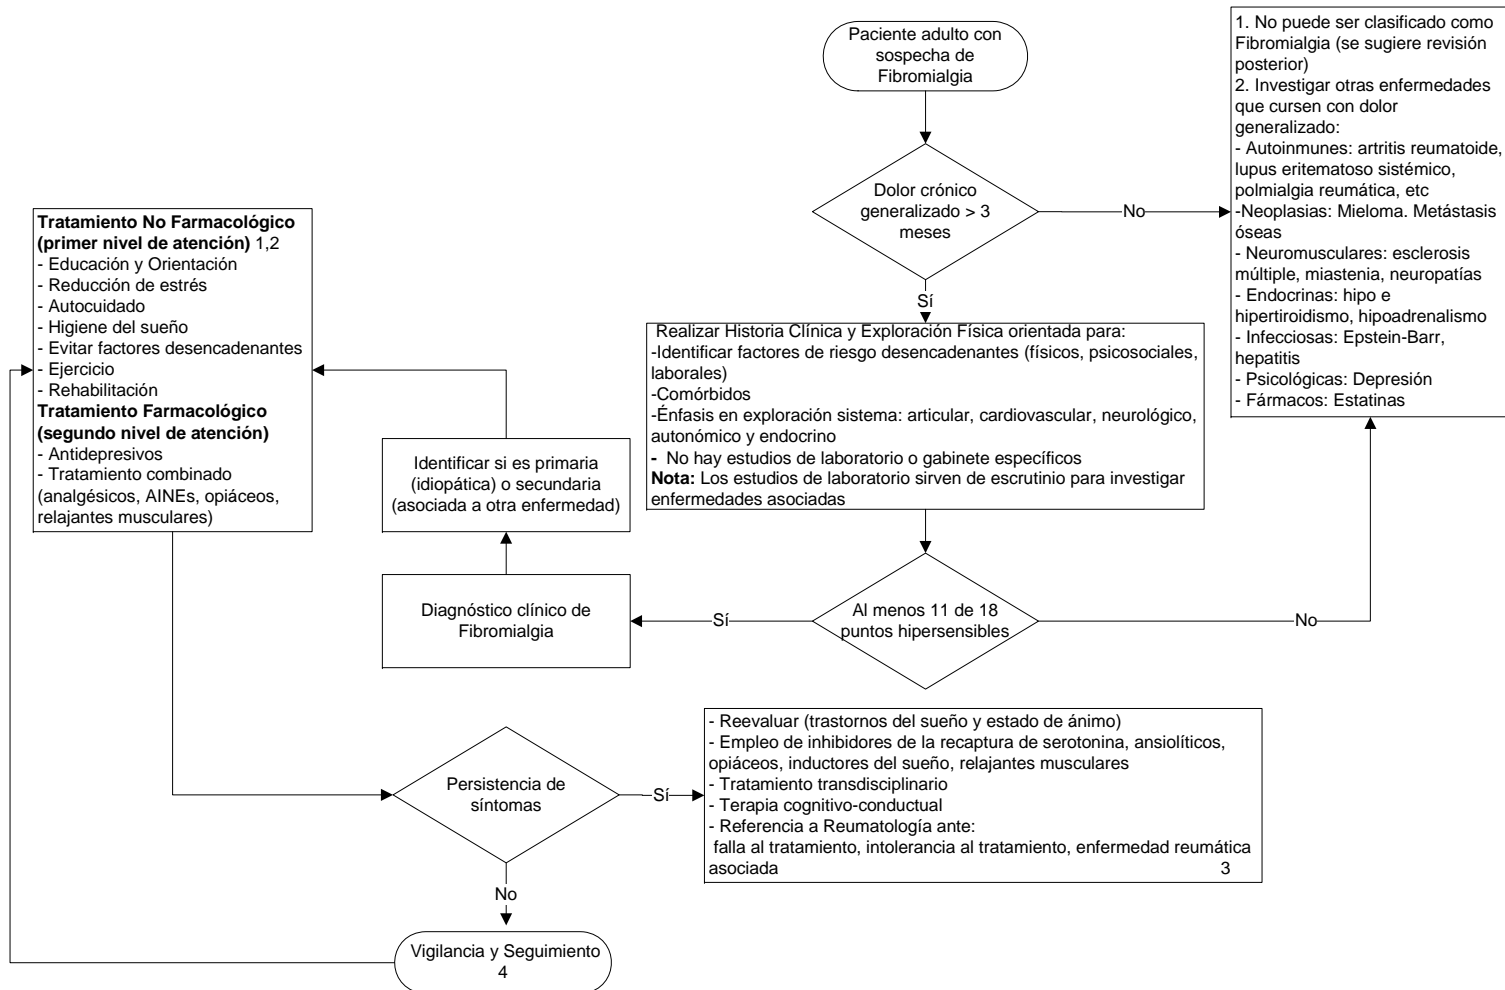 Paciente adulto con
sospecha de
Fibromialgia
Dolor crónico
generalizado > 3
meses
No
Sí
1. No puede ser clasificado como
Fibromialgia (se sugiere revisión
posterior)
2. Investigar otras enfermedades
que cursen con dolor
generalizado:
- Autoinmunes: artritis reumatoide,
lupus eritematoso sistémico,
polmialgia reumática, etc
-Neoplasias: Mieloma. Metástasis
óseas
- Neuromusculares: esclerosis
múltiple, miastenia, neuropatías
- Endocrinas: hipo e
hipertiroidismo, hipoadrenalismo
- Infecciosas: Epstein-Barr,
hepatitis
- Psicológicas: Depresión
- Fármacos: Estatinas
Realizar Historia Clínica y Exploración Física orientada para:
-Identificar factores de riesgo desencadenantes (físicos, psicosociales,
laborales)
-Comórbidos
-Énfasis en exploración sistema: articular, cardiovascular, neurológico,
autonómico y endocrino
- No hay estudios de laboratorio o gabinete específicos
Nota: Los estudios de laboratorio sirven de escrutinio para investigar
enfermedades asociadas
Al menos 11 de 18
puntos hipersensibles
No
Sí
Diagnóstico clínico de
Fibromialgia
Identificar si es primaria
(idiopática) o secundaria
(asociada a otra enfermedad)
Tratamiento No Farmacológico
(primer nivel de atención) 1,2
- Educación y Orientación
- Reducción de estrés
- Autocuidado
- Higiene del sueño
- Evitar factores desencadenantes
- Ejercicio
- Rehabilitación
Tratamiento Farmacológico
(segundo nivel de atención)
- Antidepresivos
- Tratamiento combinado
(analgésicos, AINEs, opiáceos,
relajantes musculares)
Persistencia de
síntomas
Sí
- Reevaluar (trastornos del sueño y estado de ánimo)
- Empleo de inhibidores de la recaptura de serotonina, ansiolíticos,
opiáceos, inductores del sueño, relajantes musculares
- Tratamiento transdisciplinario
- Terapia cognitivo-conductual
- Referencia a Reumatología ante:
falla al tratamiento, intolerancia al tratamiento, enfermedad reumática
asociada 3
No
Vigilancia y Seguimiento
4